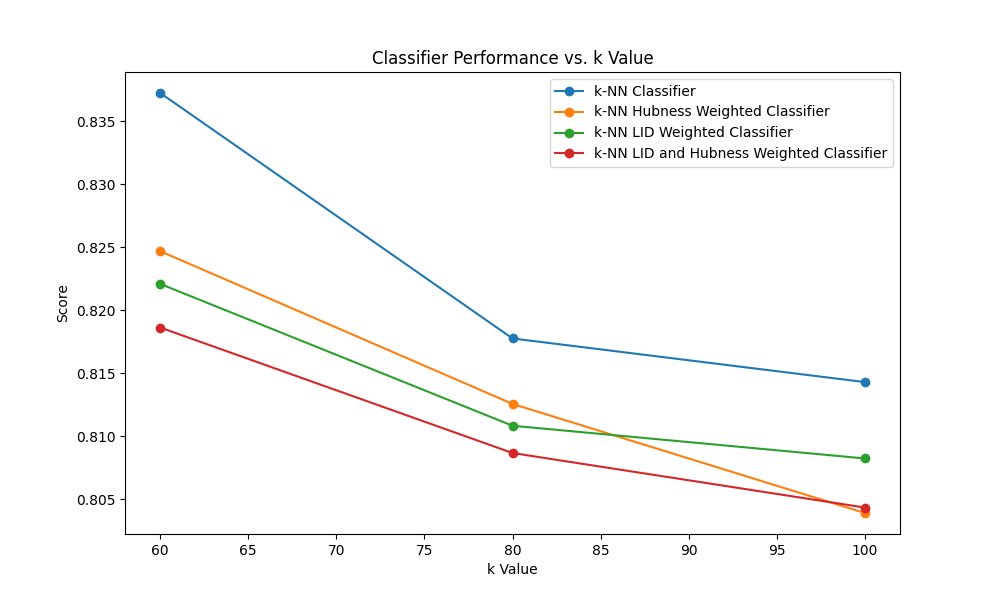 Classifier Performance vs. k Value
k-NN Classifier
k-NN Hubness Weighted Classifier
k-NN LID Weighted Classifier
k-NN LID and Hubness Weighted Classifier
Score
0.835
0.830
0.825
0.820
0.815
0.810
0.805
60 65 70 75 80 85 90 95 100
k Value